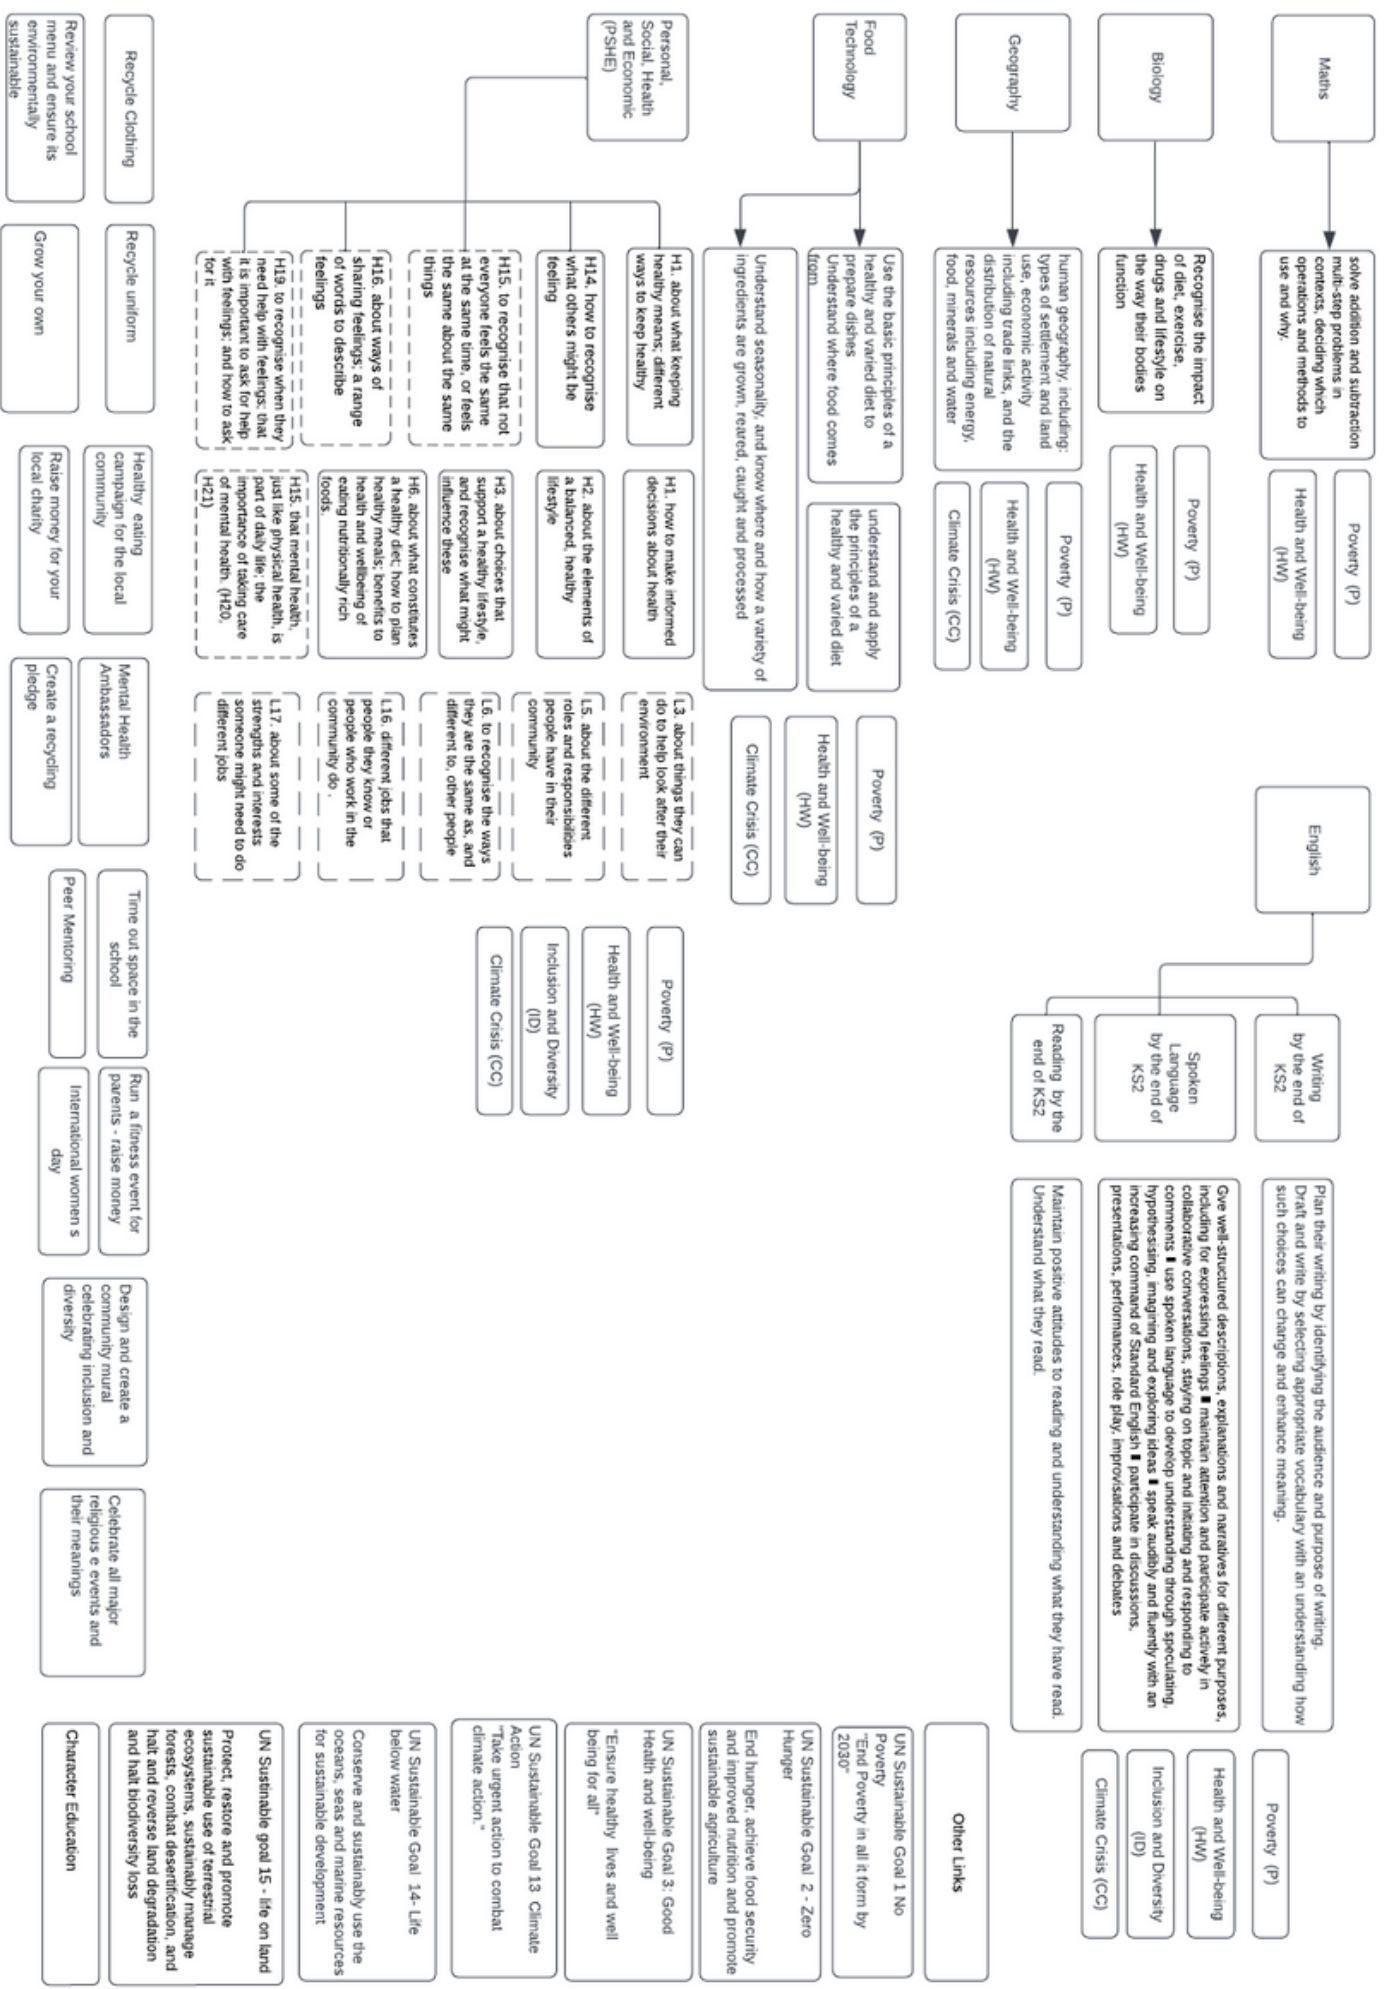 Maths
solve addition and subtraction
multi-step problems in
contexts, deciding which
operations and methods to
use and why.
Poverty (P)
Health and Well-being
(HW)
Biology
Recognise the impact
of diet, exercise,
drugs and lifestyle on
the way their bodies
function
Poverty (P)
Health and Well-being
(HW)
Geography
human geography, including:
types of settlement and land
use, economic activity
including trade links, and the
distribution of natural
resources including energy,
food, minerals and water
Poverty (P)
Health and Well-being
(HW)
Climate Crisis (CC)
Food
Technology
Use the basic principles of a
healthy and varied diet to
prepare dishes
Understand where food comes
from
understand and apply
the principles of a
healthy and varied diet
Understand seasonality, and know where and how a variety of
ingredients are grown, reared, caught and processed
Poverty (P)
Health and Well-being
(HW)
Climate Crisis (CC)
English
Writing
by the end of
KS2
Plan their writing by identifying the audience and purpose of writing.
Draft and write by selecting appropriate vocabulary with an understanding how
such choices can change and enhance meaning.
Spoken
Language
by the end of
KS2
Give well-structured descriptions, explanations and narratives for different purposes,
including for expressing feelings ▪ maintain attention and participate actively in
collaborative conversations, staying on topic and initiating and responding to
comments ▪ use spoken language to develop understanding through speculating,
hypothesising, imagining and exploring ideas ▪ speak audibly and fluently with an
increasing command of Standard English ▪ participate in discussions,
presentations, performances, role play, improvisations and debates
Reading by the
end of KS2
Maintain positive attitudes to reading and understanding what they have read.
Understand what they read.
Poverty (P)
Health and Well-being
(HW)
Inclusion and Diversity
(ID)
Climate Crisis (CC)
Personal,
Social, Health
and Economic
(PSHE)
H1. about what keeping
healthy means; different
ways to keep healthy
H14. how to recognise
what others might be
feeling
H15. to recognise that not
everyone feels the same
at the same time, or feels
the same about the same
things
H16. about ways of
sharing feelings; a range
of words to describe
feelings
H19. to recognise when they
need help with feelings; that
it is important to ask for help
with feelings; and how to ask
for it
H1. how to make informed
decisions about health
H2. about the elements of
a balanced, healthy
lifestyle
H3. about choices that
support a healthy lifestyle,
and recognise what might
influence these
H6. about what constitutes
a healthy diet; how to plan
healthy meals; benefits to
health and wellbeing of
eating nutritionally rich
foods.
H15. that mental health,
just like physical health, is
part of daily life; the
importance of taking care
of mental health. (H20,
H21)
L3. about things they can
do to help look after their
environment
L5. about the different
roles and responsibilities
people have in their
community
L6. to recognise the ways
they are the same as, and
different to, other people
L16. different jobs that
people they know or
people who work in the
community do .
L17. about some of the
strengths and interests
someone might need to do
different jobs
Poverty (P)
Health and Well-being
(HW)
Inclusion and Diversity
(ID)
Climate Crisis (CC)
Other Links
UN Sustainable Goal 1 No
Poverty
"End Poverty in all it form by
2030"
UN Sustainable Goal 2 - Zero
Hunger
End hunger, achieve food security
and improved nutrition and promote
sustainable agriculture
UN Sustainable Goal 3: Good
Health and well-being
"Ensure healthy lives and well
being for all"
UN Sustainable Goal 13 Climate
Action
"Take urgent action to combat
climate action."
UN Sustainable Goal 14- Life
below water
Conserve and sustainably use the
oceans, seas and marine resources
for sustainable development
UN Sustinable goal 15 - life on land
Protect, restore and promote
sustainable use of terrestrial
ecosystems, sustainably manage
forests, combat desertification, and
halt and reverse land degradation
and halt biodiversity loss
Character Education
Recycle Clothing
Recycle uniform
Healthy eating
campaign for the local
community
Mental Health
Ambassadors
Time out space in the
school
Run a fitness event for
parents - raise money
Design and create a
community mural
celebrating inclusion and
diversity
Celebrate all major
religious e events and
their meanings
Review your school
menu and ensure its
environmentally
sustainable
Grow your own
Raise money for your
local charity
Create a recycling
pledge
Peer Mentoring
International women s
day